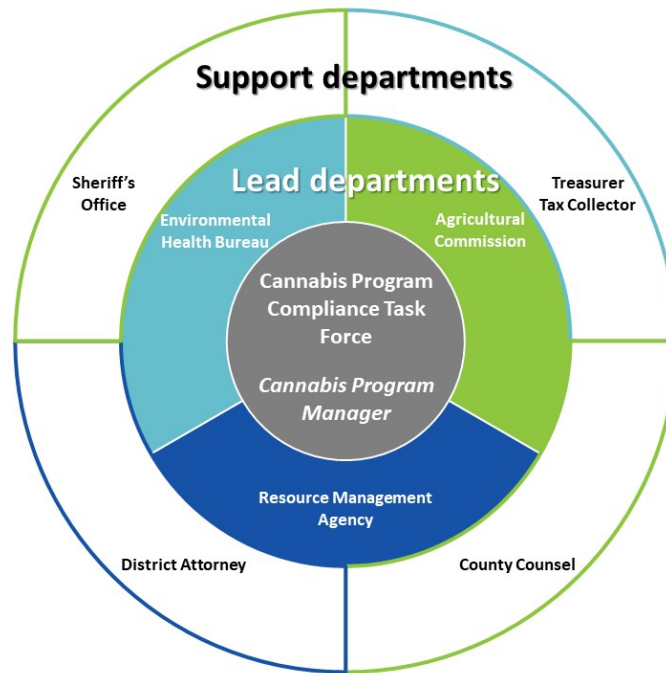 Support departments
Sheriff's
Office
Treasurer
Tax Collector
Lead departments
Environmental
Health Bureau
Agricultural
Commission
Cannabis Program
Compliance Task
Force
Cannabis Program
Manager
Resource Management
Agency
District Attorney
County Counsel